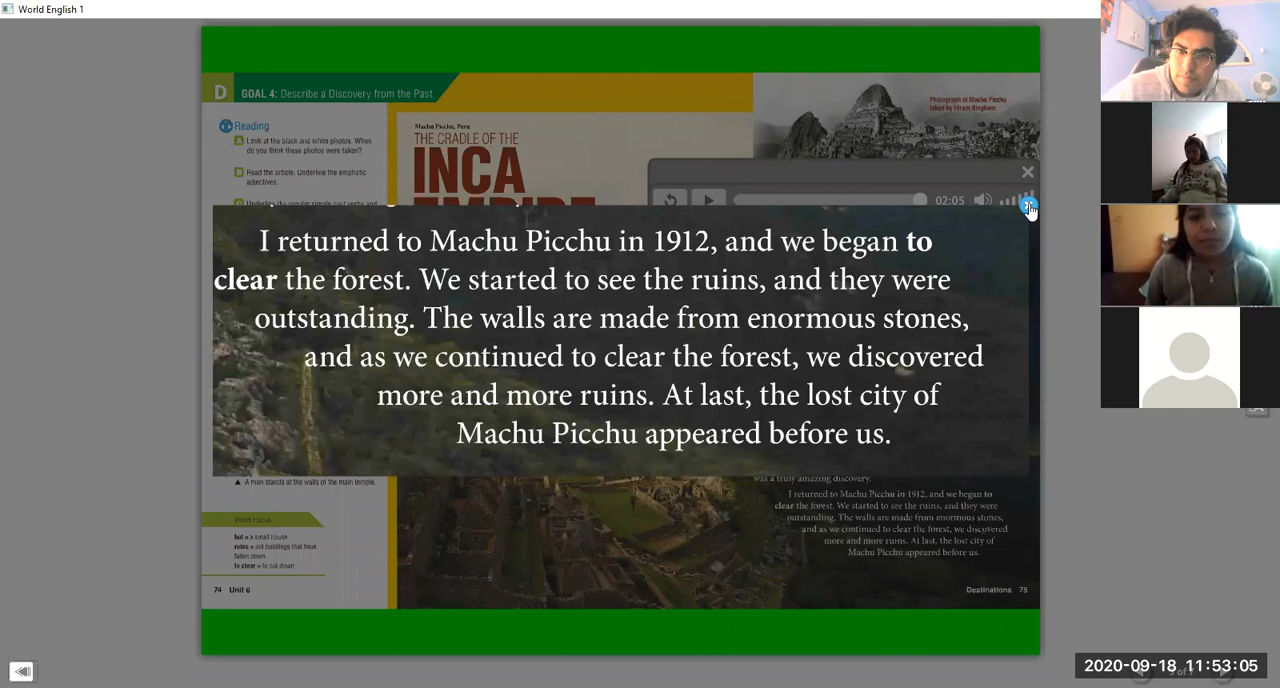 World English 1
D GOAL 4: Describe a Discovery from the Past
Reading
A Look at the black and white photos. When
do you think these photos were taken?
B Read the article. Underline the emphatic
adjectives.
Machu Picchu, Peru
THE CRADLE OF THE
INCA
EMPIRE
Photograph of Machu Picchu
taken by Hiram Bingham
02:05
I returned to Machu Picchu in 1912, and we began to
clear the forest. We started to see the ruins, and they were
outstanding. The walls are made from enormous stones,
and as we continued to clear the forest, we discovered
more and more ruins. At last, the lost city of
Machu Picchu appeared before us.
▲ A man stands at the walls of the main temple.
Word Focus
hut = a small house
ruins = old buildings that have
fallen down
to clear = to cut down
74 Unit 6
was a truly amazing discovery.
I returned to Machu Picchu in 1912, and we began to
clear the forest. We started to see the ruins, and they were
outstanding. The walls are made from enormous stones,
and as we continued to clear the forest, we discovered
more and more ruins. At last, the lost city of
Machu Picchu appeared before us.
Destinations 75
2020-09-18 11:53:05